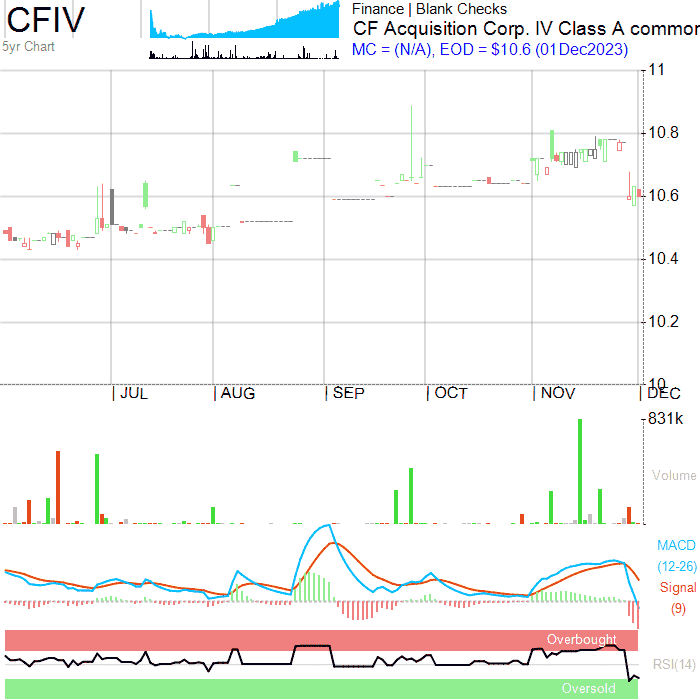 CFIV
5yr Chart
Finance | Blank Checks
CF Acquisition Corp. IV Class A common
MC = (N/A), EOD = $10.6 (01Dec2023)
11
10.8
10.6
10.4
10.2
10
JUL AUG SEP OCT NOV DEC
831k
Volume
MACD
(12-26)
Signal
(9)
Overbought
RSI(14)
Oversold